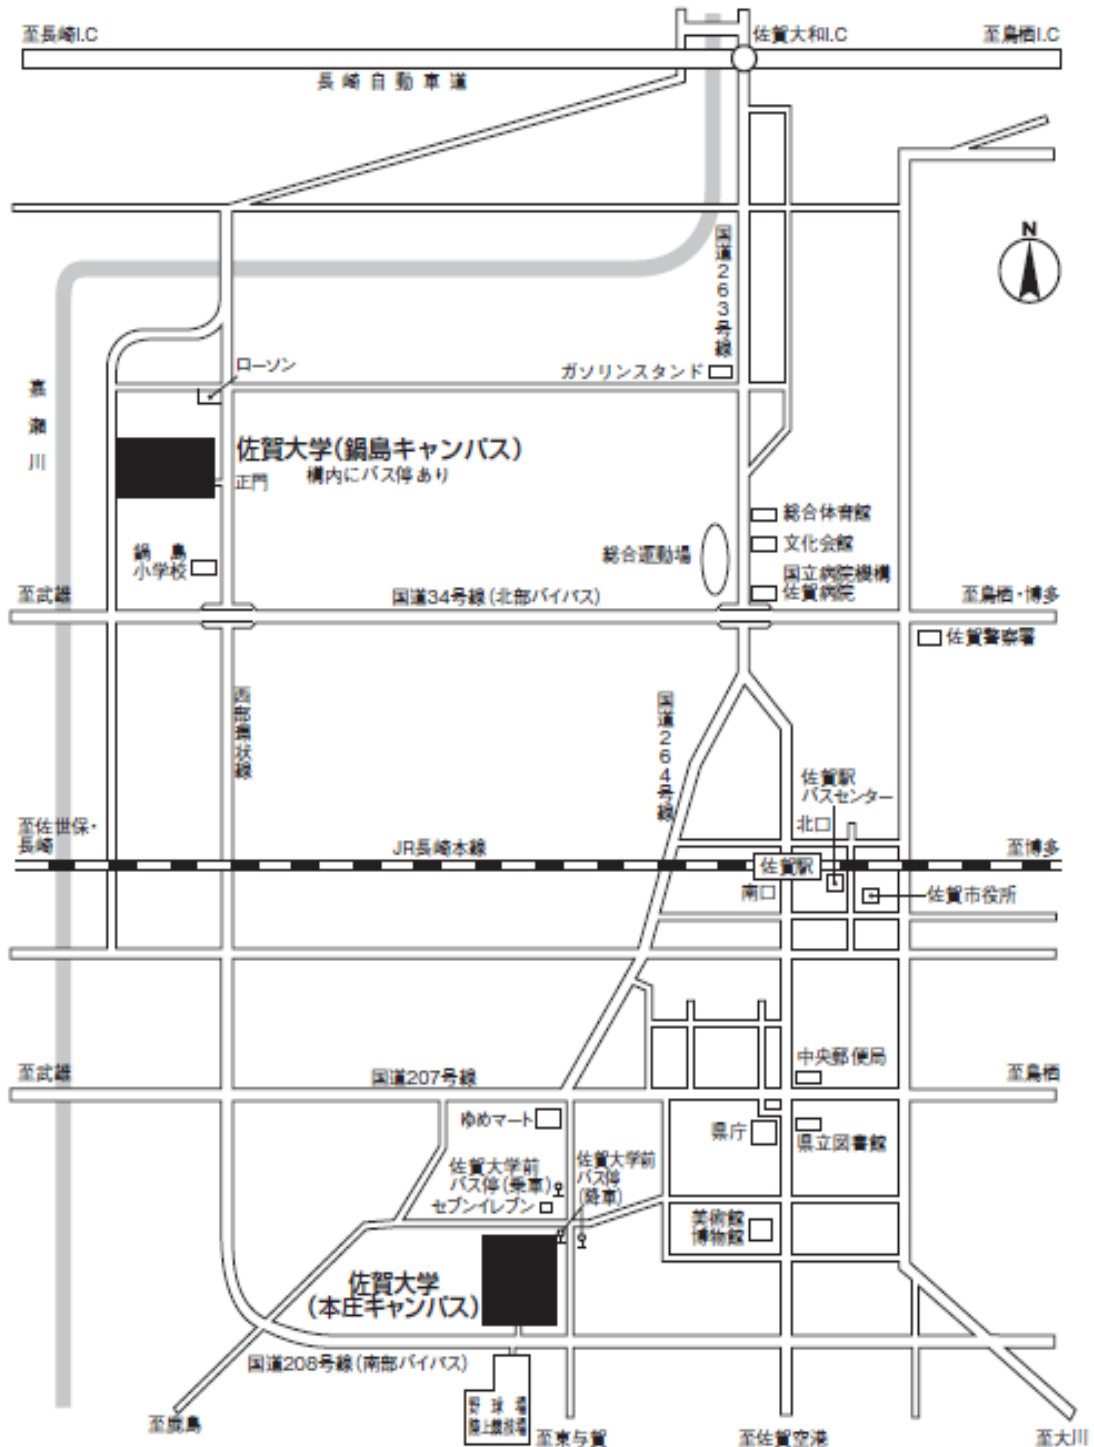 至長崎I.C
佐賀大和I.C
至鳥栖I.C
長崎自動車道
N
国道263号線
ローソン
ガソリンスタンド
嘉瀬川
佐賀大学(鍋島キャンパス)
構内にバス停あり
正門
総合体育館
文化会館
総合運動場
国立病院機構
佐賀病院
鍋島
小学校
至武雄
国道34号線(北部バイパス)
至鳥栖・博多
佐賀警察署
西部環状線
国道264号線
佐賀駅
バスセンター
北口
至佐世保・
長崎
JR長崎本線
至博多
佐賀駅
南口
佐賀市役所
中央郵便局
至武雄
国道207号線
至鳥栖
ゆめマート
県庁
県立図書館
佐賀大学前
バス停(乗車)
佐賀大学前
バス停
(降車)
セブンイレブン
美術館
博物館
佐賀大学
(本庄キャンパス)
国道208号線(南部バイパス)
野球場
陸上競技場
至鹿島
至東与賀
至佐賀空港
至大川